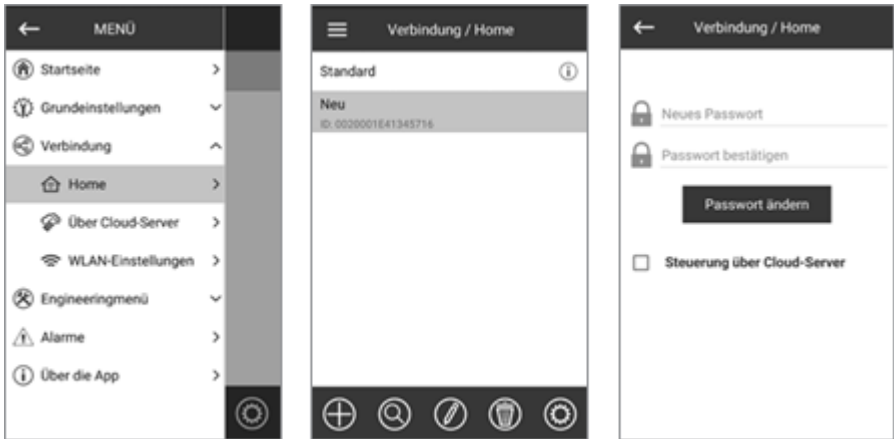 MENÜ
Startseite
Grundeinstellungen
Verbindung
Home
Über Cloud-Server
WLAN-Einstellungen
Engineeringmenü
Alarme
Über die App
Verbindung / Home
Standard
Neu
ID: 0020001E41345716
Verbindung / Home
Neues Passwort
Passwort bestätigen
Passwort ändern
Steuerung über Cloud-Server